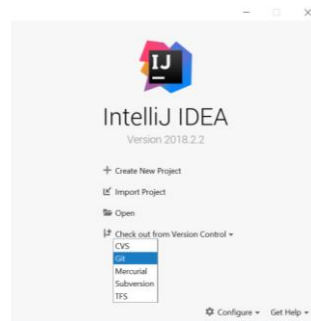 IJ
IntelliJ IDEA
Version 2018.2.2
Create New Project
Import Project
Open
Check out from Version Control
CVS
Git
Mercurial
Subversion
TFS
Configure Get Help